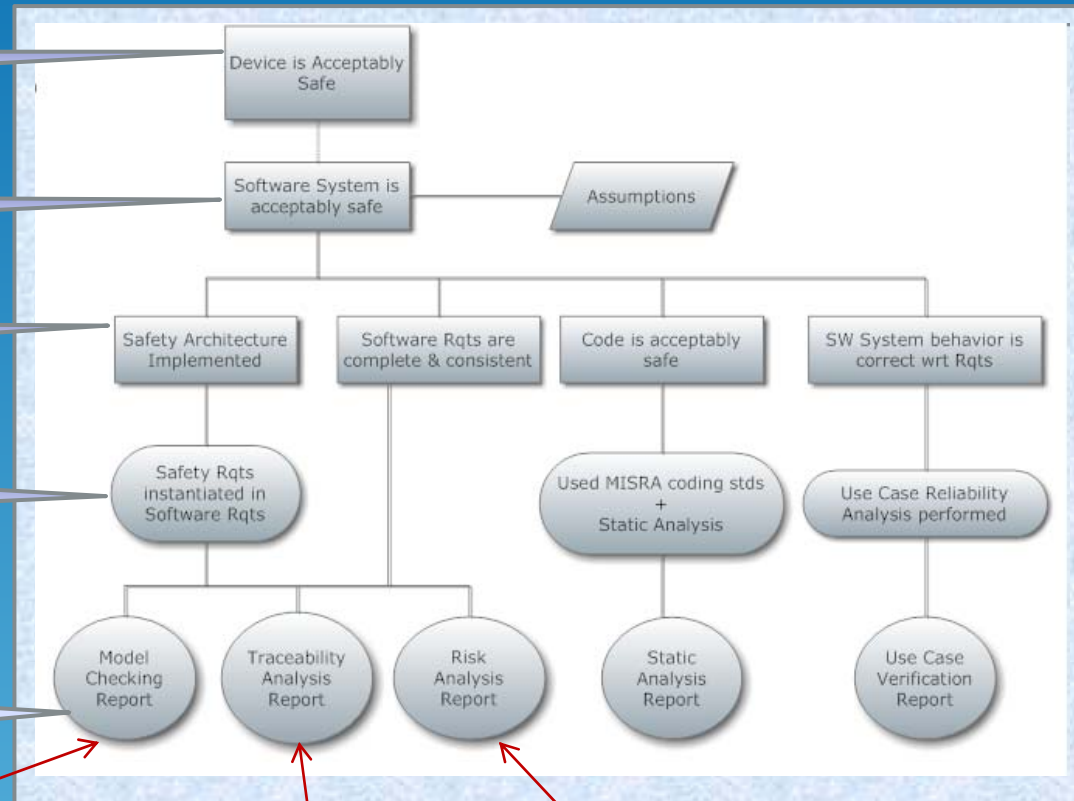 Device is Acceptably
Safe
Software System is
acceptably safe
Assumptions
Safety Architecture
Implemented
Software Rqts are
complete & consistent
Code is acceptably
safe
SW System behavior is
correct wrt Rqts
Safety Rqts
instantiated in
Software Rqts
Used MISRA coding stds
+
Static Analysis
Use Case Reliability
Analysis performed
Model
Checking
Report
Traceability
Analysis
Report
Risk
Analysis
Report
Static
Analysis
Report
Use Case
Verification
Report